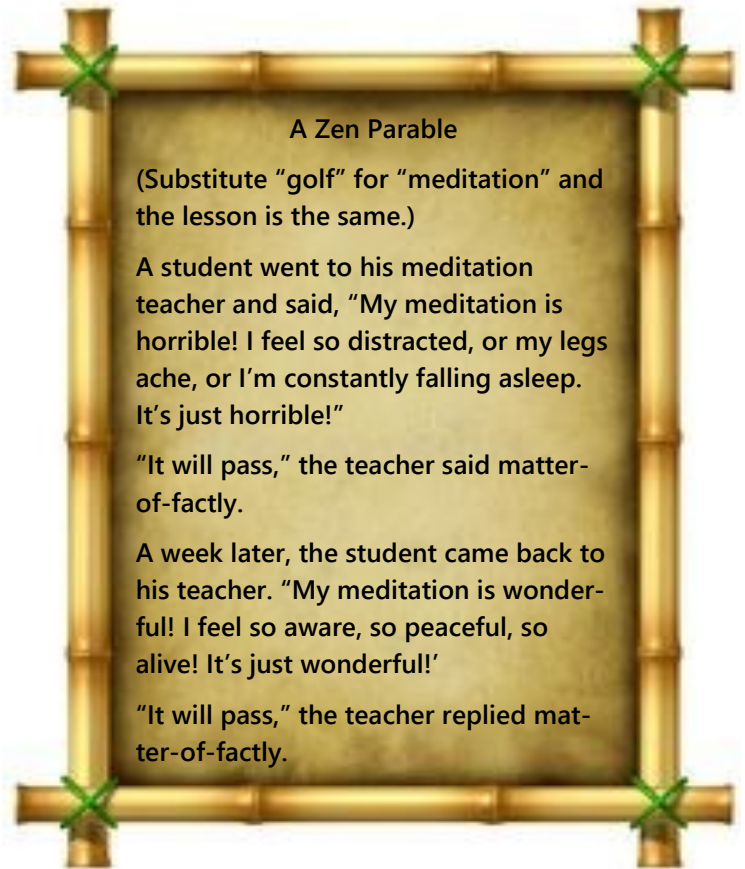 A Zen Parable
(Substitute “golf” for “meditation” and
the lesson is the same.)
A student went to his meditation
teacher and said, “My meditation is
horrible! I feel so distracted, or my legs
ache, or I’m constantly falling asleep.
It’s just horrible!”
“It will pass,” the teacher said matter-
of-factly.
A week later, the student came back to
his teacher. “My meditation is wonder-
ful! I feel so aware, so peaceful, so
alive! It’s just wonderful!’
“It will pass,” the teacher replied mat-
ter-of-factly.